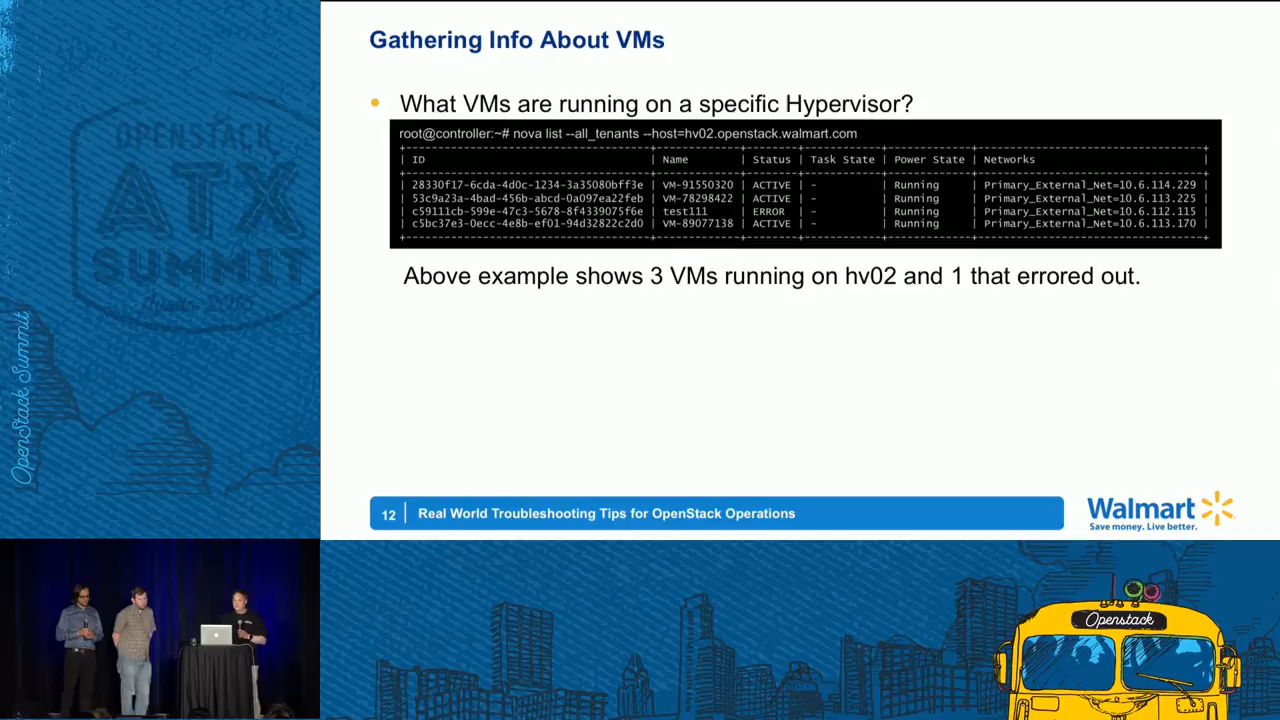 OPENSTACK
ATX
SUMMIT
Austin 2016
OpenStack Summit
Gathering Info About VMs
• What VMs are running on a specific Hypervisor?
root@controller:~# nova list --all_tenants --host=hv02.openstack.walmart.com
| ID | Name | Status | Task State | Power State | Networks |
| 28330f17-6cda-4d0c-1234-3a35080bff3e | VM-91550320 | ACTIVE | - | Running | Primary_External_Net=10.6.114.229
| 53c9a23a-4bad-456b-abcd-0a097ea22feb | VM-78298422 | ACTIVE | - | Running | Primary_External_Net=10.6.113.225
| c59111cb-599e-47c3-5678-8f4339075f6e | test111 | ERROR | - | Running | Primary_External_Net=10.6.112.115
| c5bc37e3-0ecc-4e8b-ef01-94d32822c2d0 | VM-89077138 | ACTIVE | - | Running | Primary_External_Net=10.6.113.170
Above example shows 3 VMs running on hv02 and 1 that errored out.
12 | Real World Troubleshooting Tips for OpenStack Operations
Walmart
Save money. Live better.
Openstack